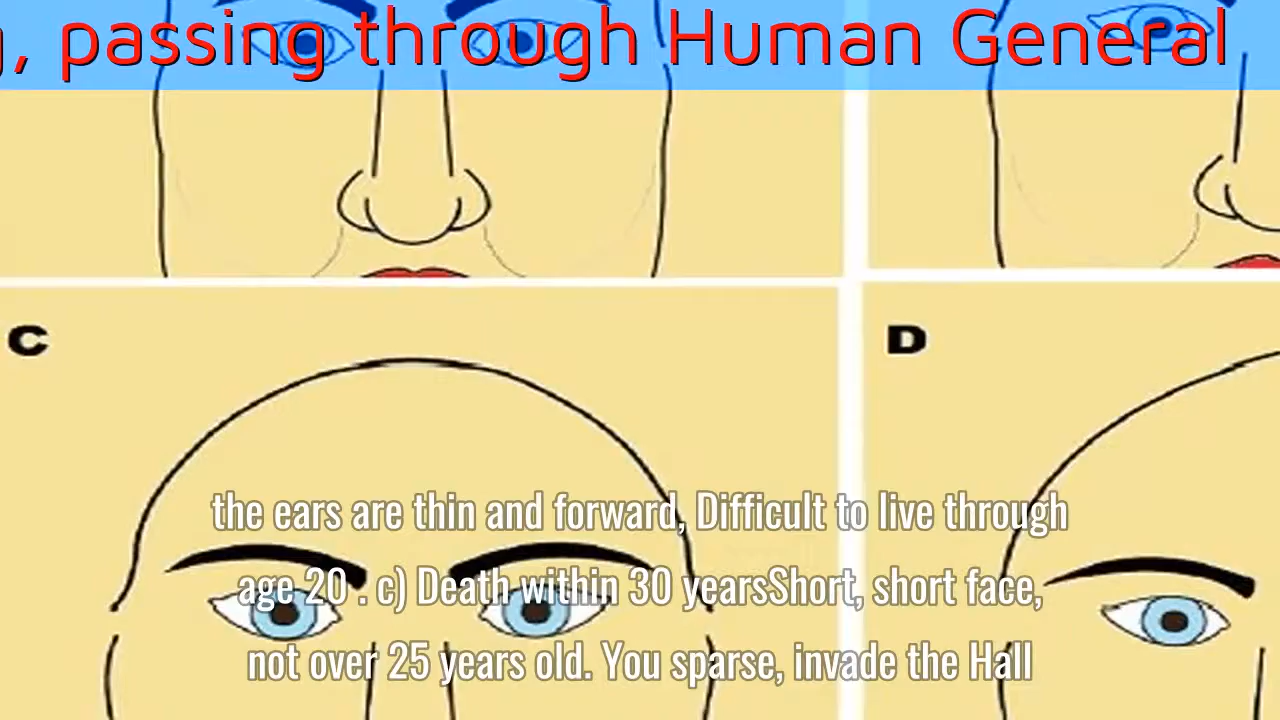 , passing through Human General
C
D
the ears are thin and forward, Difficult to live through
age 20 . c) Death within 30 yearsShort, short face,
not over 25 years old. You sparse, invade the Hall